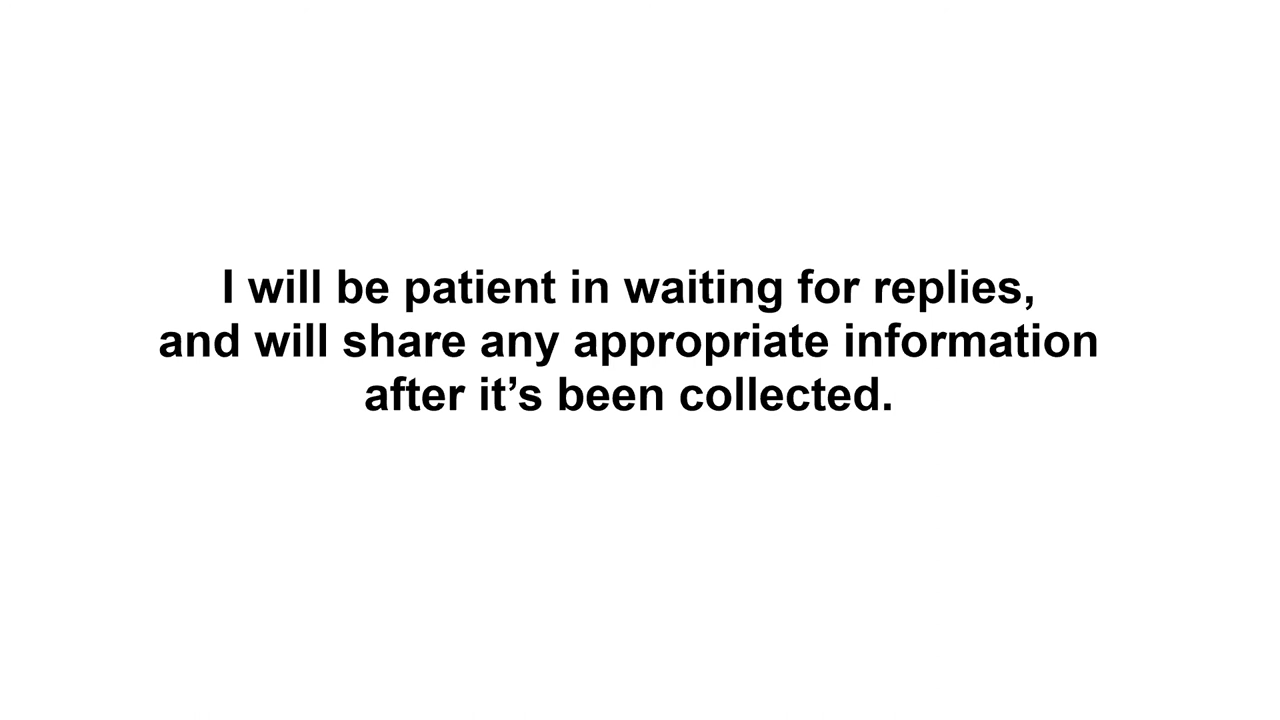 I will be patient in waiting for replies,
and will share any appropriate information
after it’s been collected.